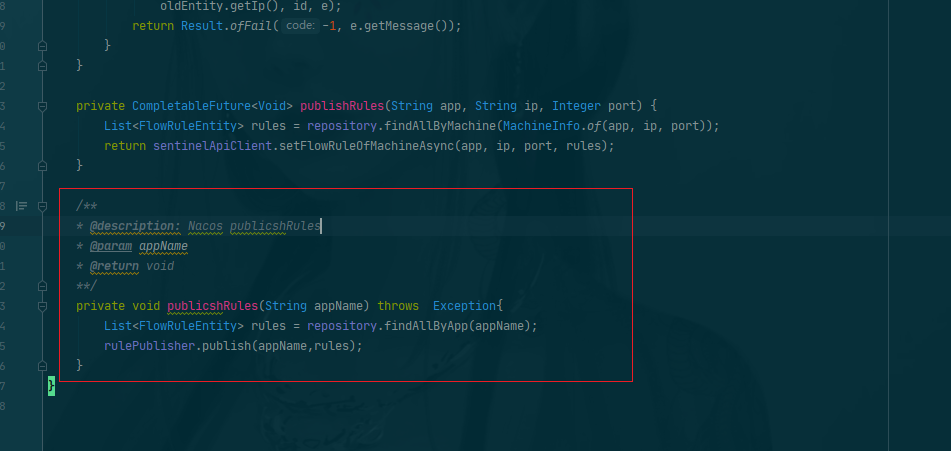 8 oldEntity.getIp(), id, e);
9 return Result.ofFail( code: -1, e.getMessage());
0 }
1 }
2
3 private CompletableFuture<Void> publishRules(String app, String ip, Integer port) {
4 List<FlowRuleEntity> rules = repository.findAllByMachine(MachineInfo.of(app, ip, port));
5 return sentinelApiClient.setFlowRuleOfMachineAsync(app, ip, port, rules);
6 }
7
8 /**
9 * @description: Nacos publicshRules
0 * @param appName
1 * @return void
2 **/
3 private void publicshRules(String appName) throws  Exception{
4 List<FlowRuleEntity> rules = repository.findAllByApp(appName);
5 rulePublisher.publish(appName,rules);
6 }
7 }
8